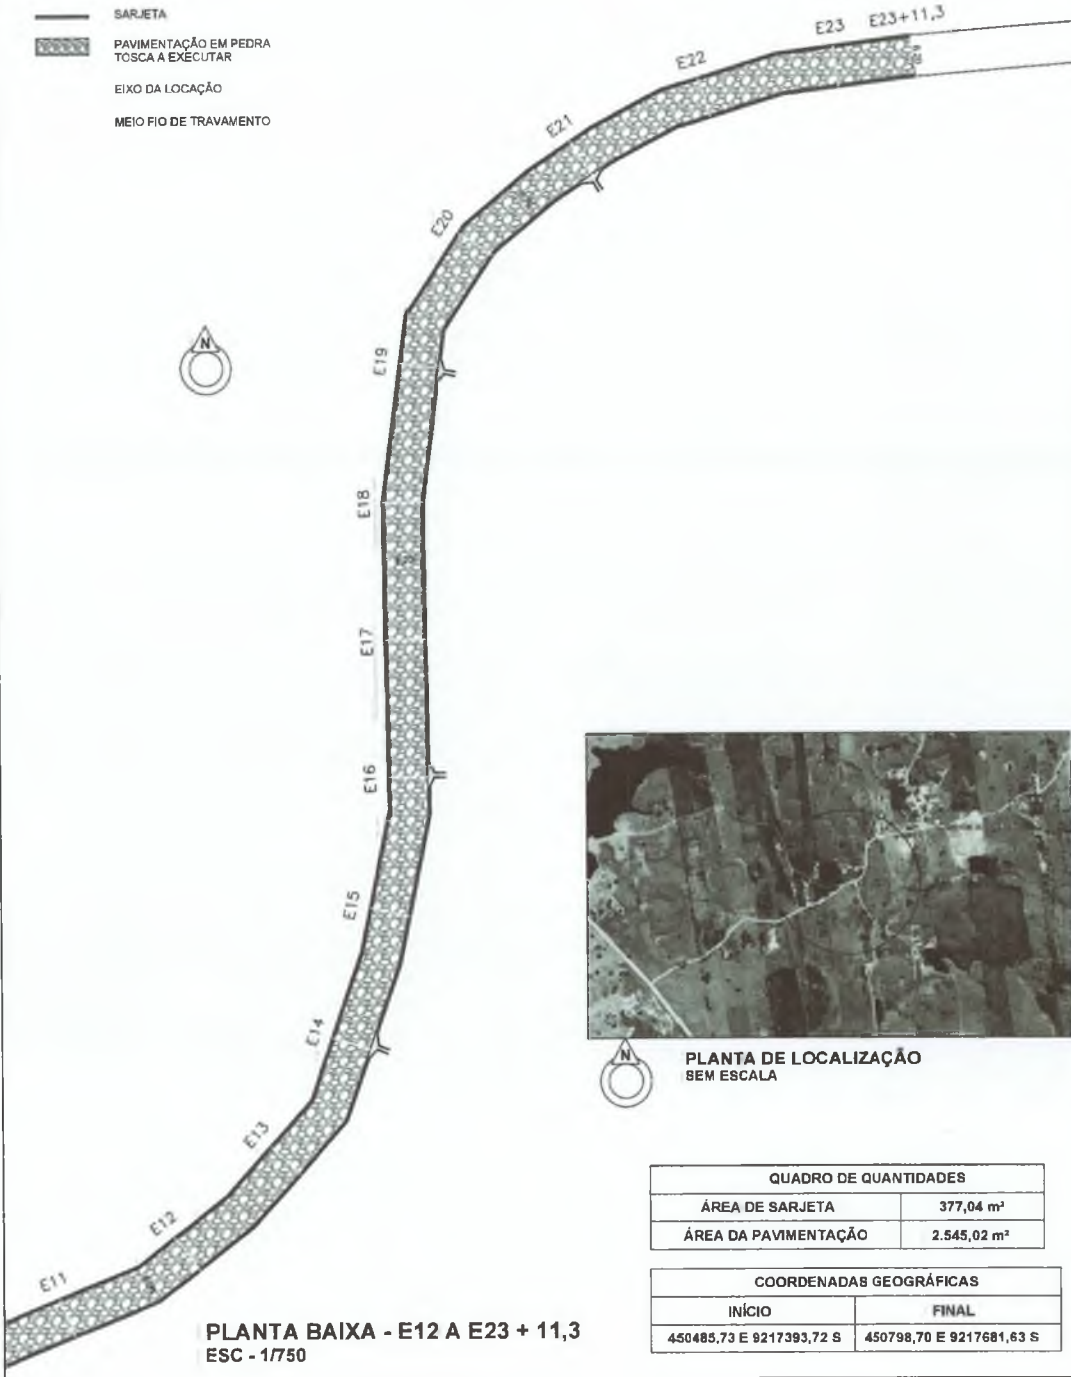 SARJETA
PAVIMENTAÇÃO EM PEDRA
TOSCA A EXECUTAR
EIXO DA LOCAÇÃO
MEIO FIO DE TRAVAMENTO
E23+11,3
E23
E22
E21
E20
N
E19
E18
E17
E16
E15
E14
E13
E12
E11
N
PLANTA DE LOCALIZAÇÃO
SEM ESCALA
QUADRO DE QUANTIDADES
ÁREA DE SARJETA 377,04 m²
ÁREA DA PAVIMENTAÇÃO 2.545,02 m²
COORDENADAS GEOGRÁFICAS
INÍCIO FINAL
450485,73 E 9217393,72 S 450798,70 E 9217681,63 S
PLANTA BAIXA - E12 A E23 + 11,3
ESC - 1/750